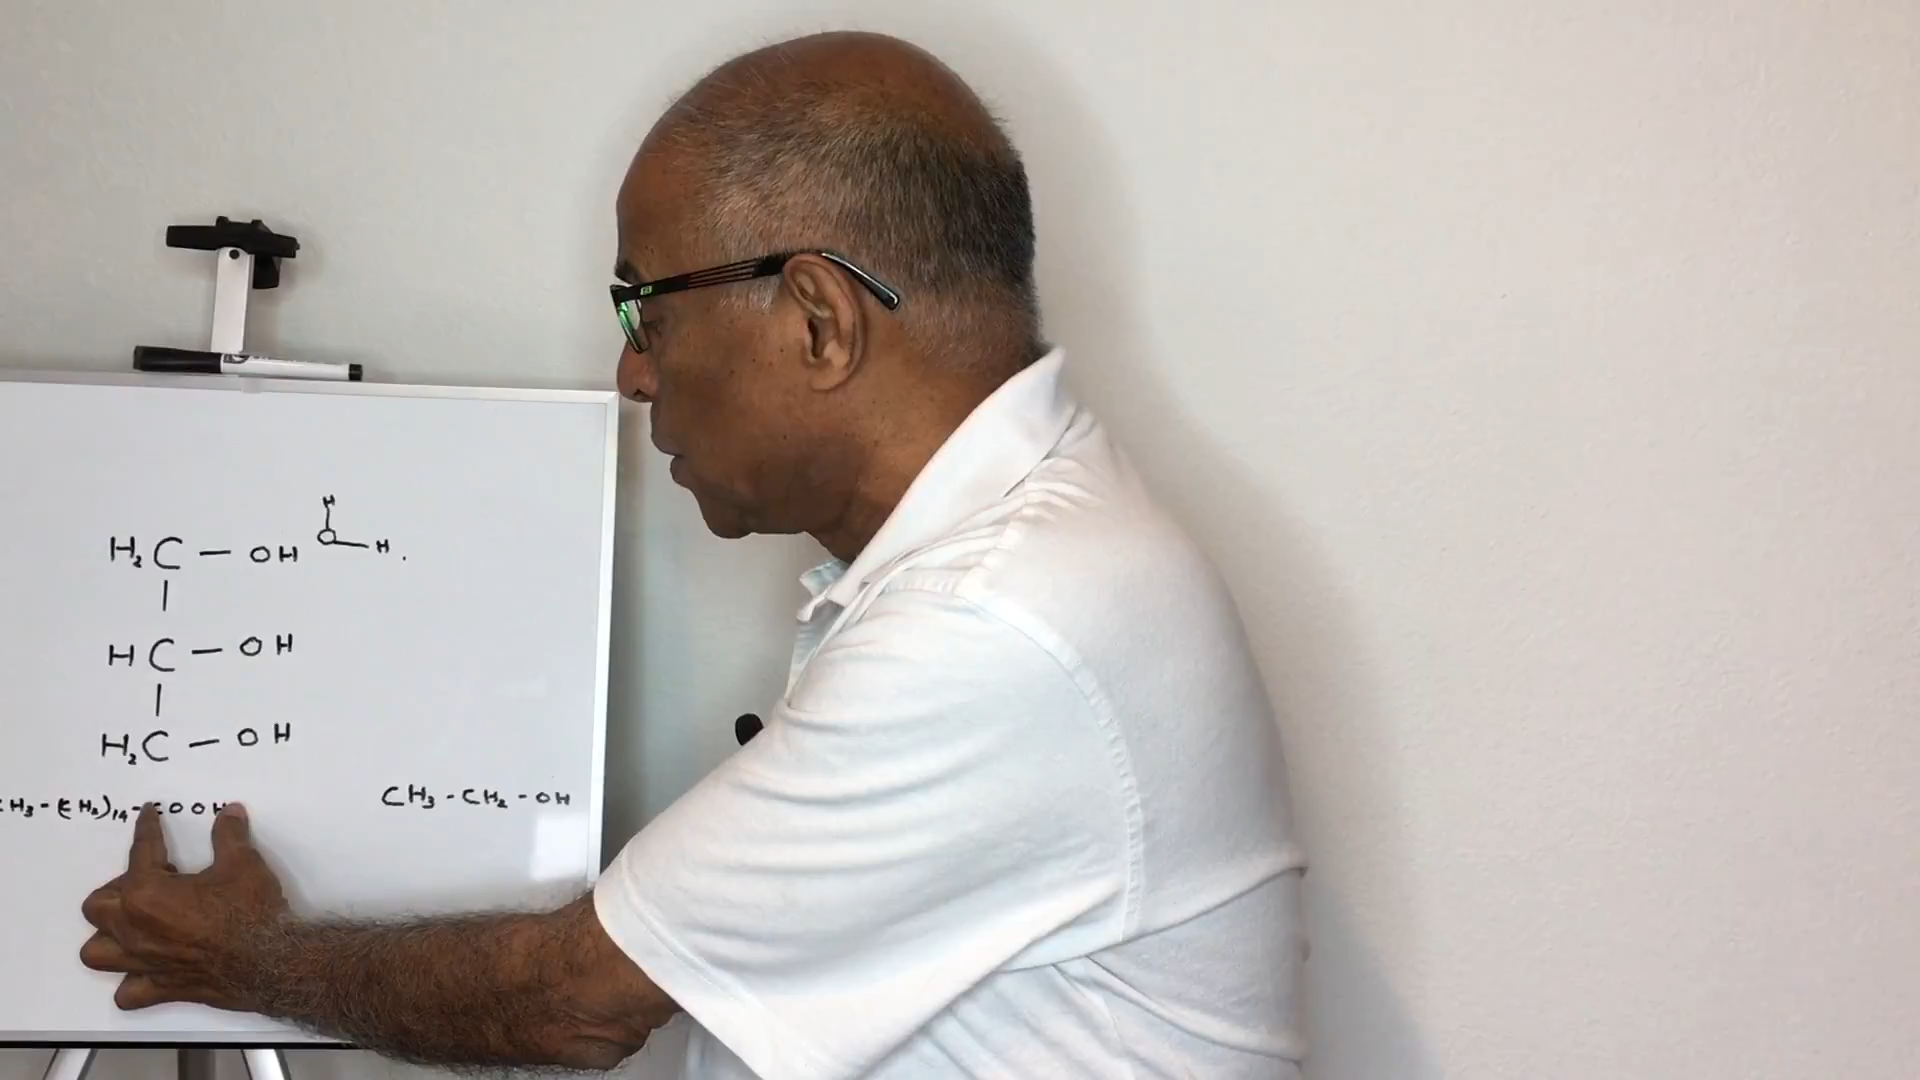 H
H₂C — OH O — H .
HC — OH
H₂C — OH
CH₃ - (CH₂)₁₄ - COOH CH₃ - CH₂ - OH